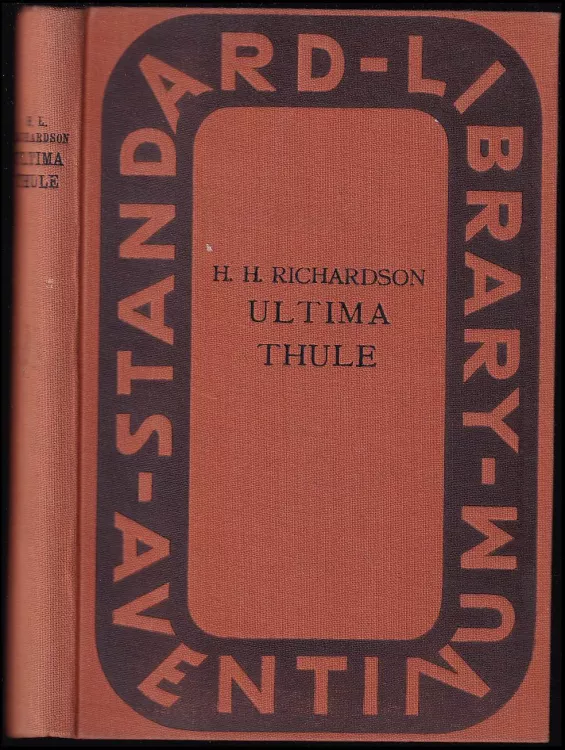 RICHARDSON
ULTIMA
THULE
STANDARD-LIBRARY-
AVENTINUM-
H. H. RICHARDSON
ULTIMA
THULE